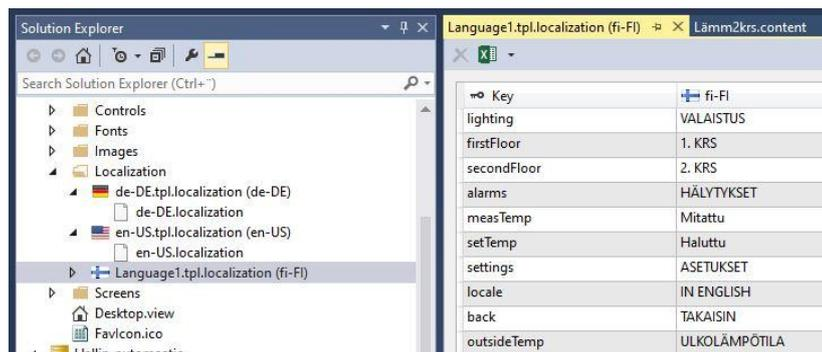 Solution Explorer
Search Solution Explorer (Ctrl+¨)
Controls
Fonts
Images
Localization
de-DE.tpl.localization (de-DE)
de-DE.localization
en-US.tpl.localization (en-US)
en-US.localization
Language1.tpl.localization (fi-FI)
Screens
Desktop.view
FavIcon.ico
Language1.tpl.localization (fi-FI) Lämm2krs.content
Key fi-FI
lighting VALAISTUS
firstFloor 1. KRS
secondFloor 2. KRS
alarms HÄLYTYKSET
measTemp Mitattu
setTemp Haluttu
settings ASETUKSET
locale IN ENGLISH
back TAKAISIN
outsideTemp ULKOLÄMPÖTILA